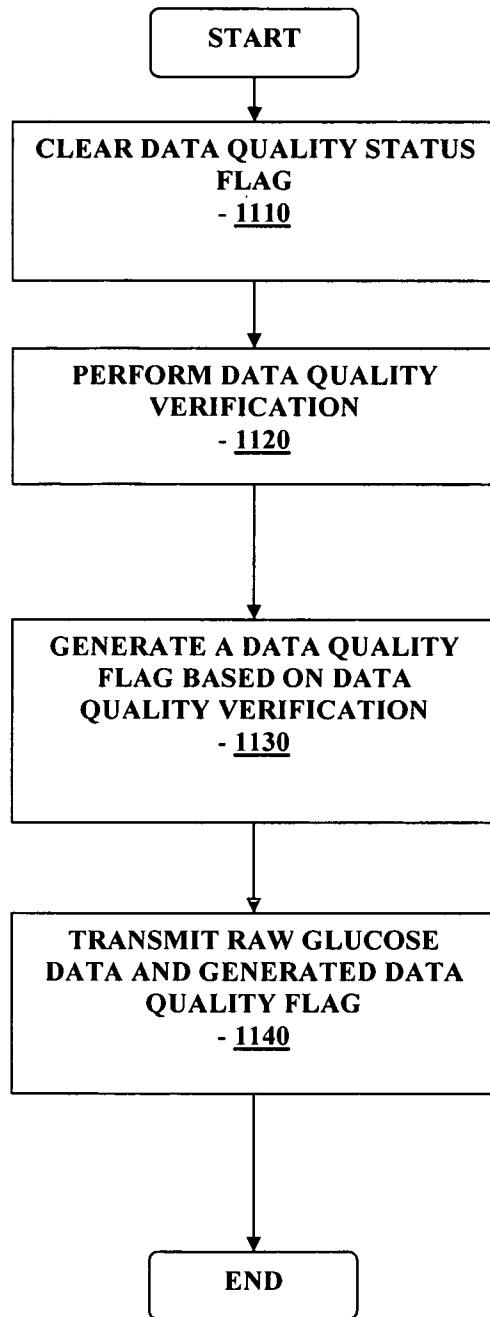 START
CLEAR DATA QUALITY STATUS
FLAG
- 1110
PERFORM DATA QUALITY
VERIFICATION
- 1120
GENERATE A DATA QUALITY
FLAG BASED ON DATA
QUALITY VERIFICATION
- 1130
TRANSMIT RAW GLUCOSE
DATA AND GENERATED DATA
QUALITY FLAG
- 1140
END